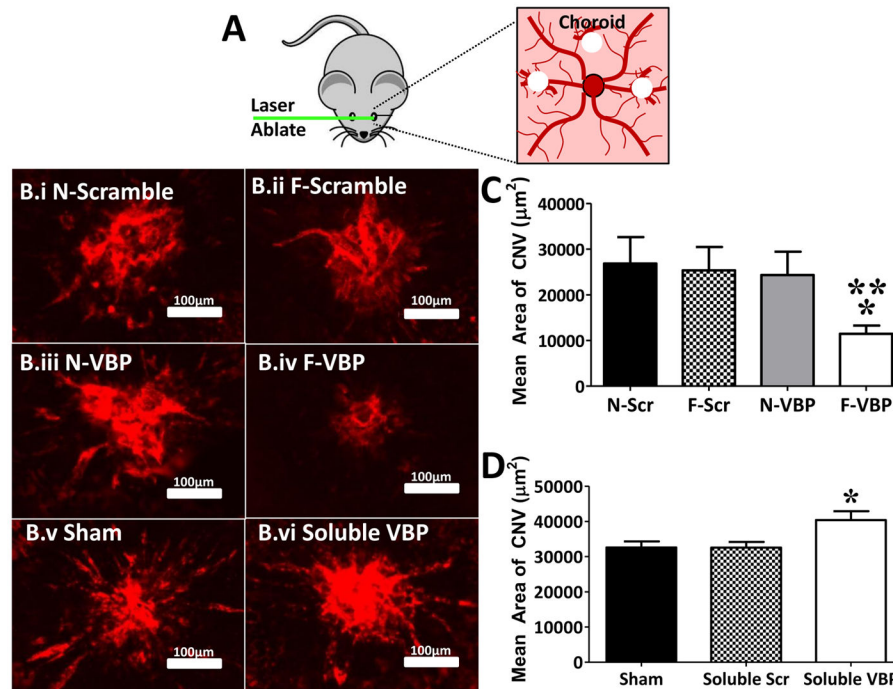 A
Choroid
Laser
Ablate
B.i N-Scramble
100μm
B.ii F-Scramble
100μm
B.iii N-VBP
100μm
B.iv F-VBP
100μm
B.v Sham
100μm
B.vi Soluble VBP
100μm
C
Mean Area of CNV (μm²)
40000
30000
20000
10000
0
**
*
N-Scr F-Scr N-VBP F-VBP
D
Mean Area of CNV (μm²)
50000
40000
30000
20000
10000
0
*
Sham Soluble Scr Soluble VBP